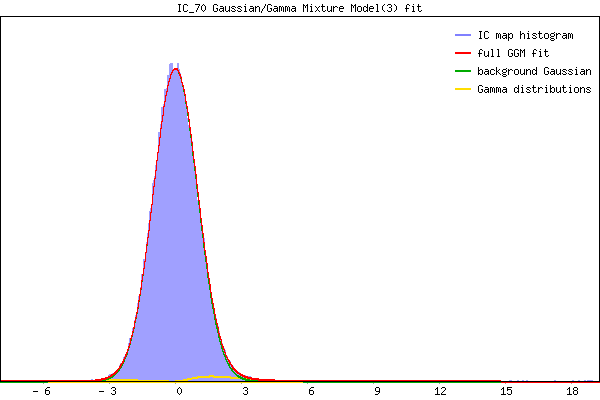 IC_70 Gaussian/Gamma Mixture Model(3) fit
IC map histogram
full GGM fit
background Gaussian
Gamma distributions
-6 -3 0 3 6 9 12 15 18